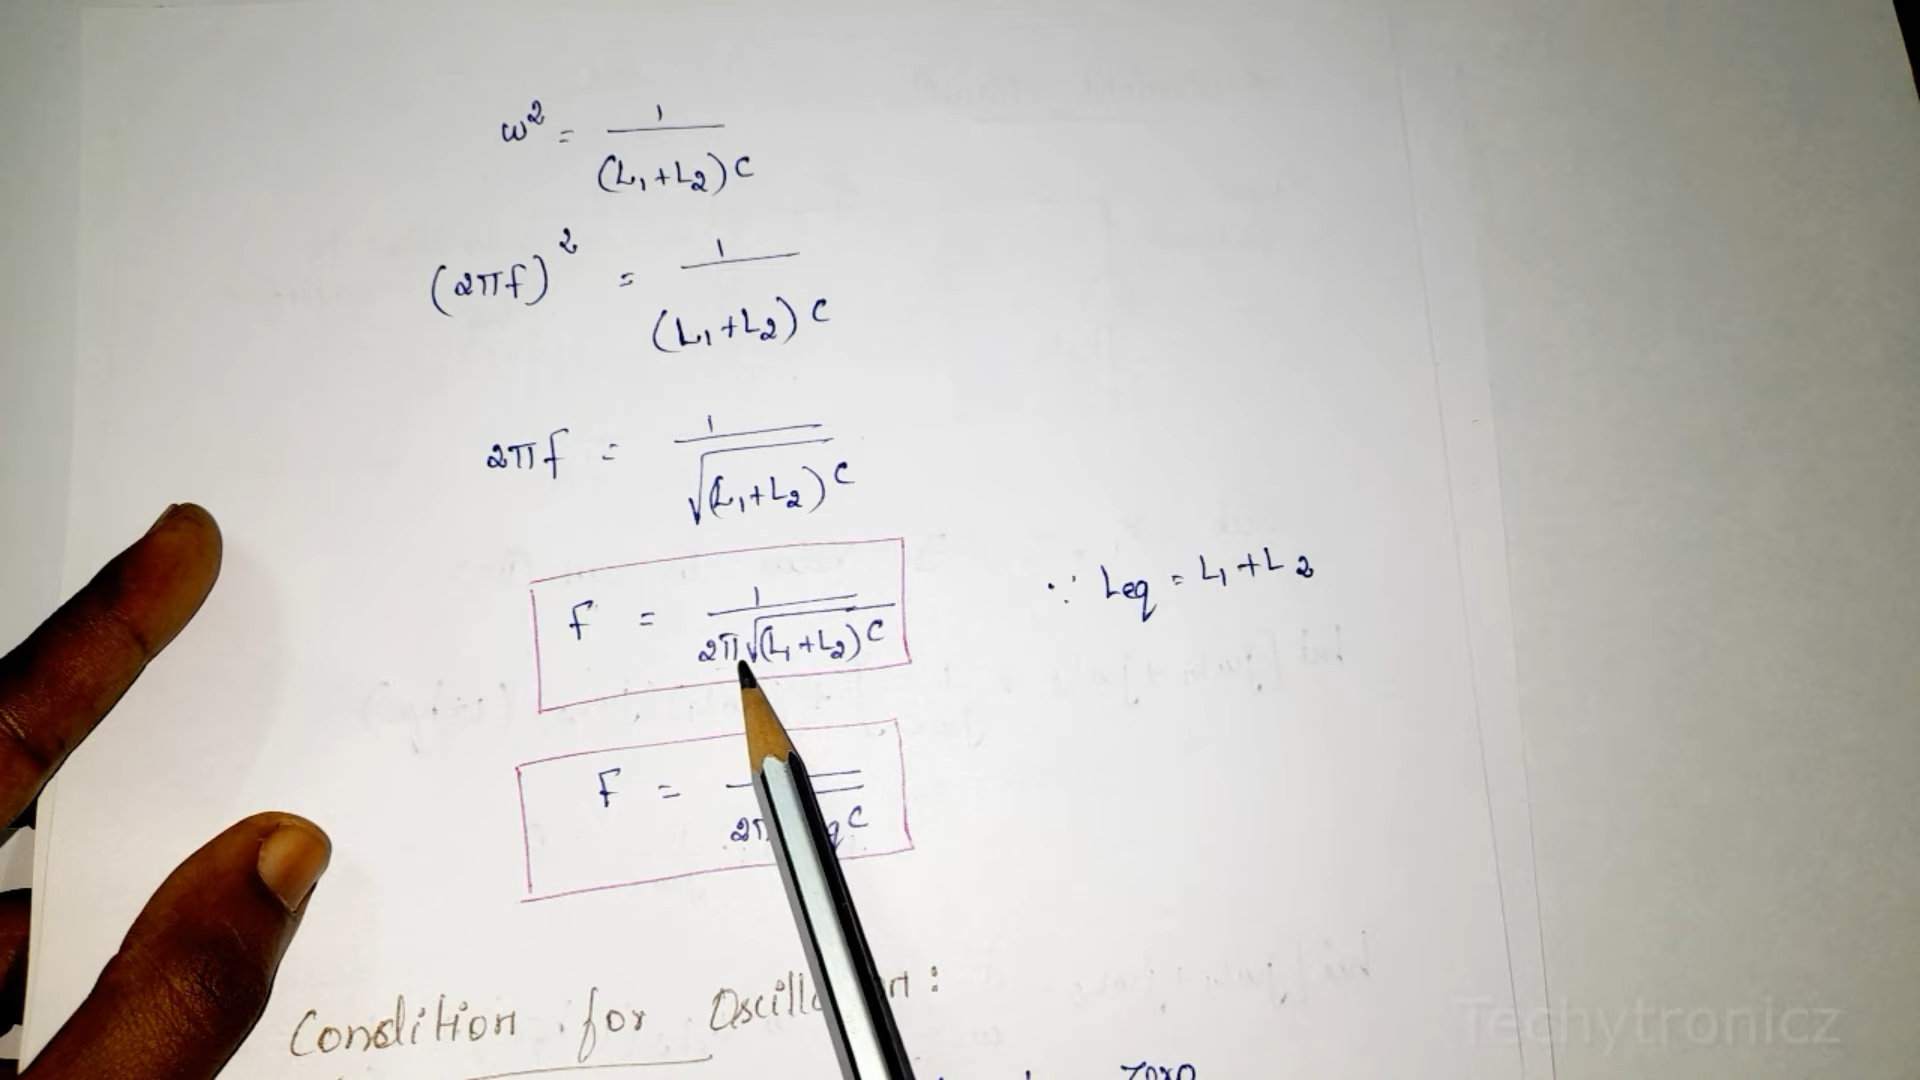 ω² = 1 / (L₁+L₂)C
(2πf)² = 1 / (L₁+L₂)C
2πf = 1 / √(L₁+L₂)C
∵ Leq = L₁+L₂
F = 1 / 2π√(L₁+L₂)C
F = 2π C
Condition for
Techytronicz